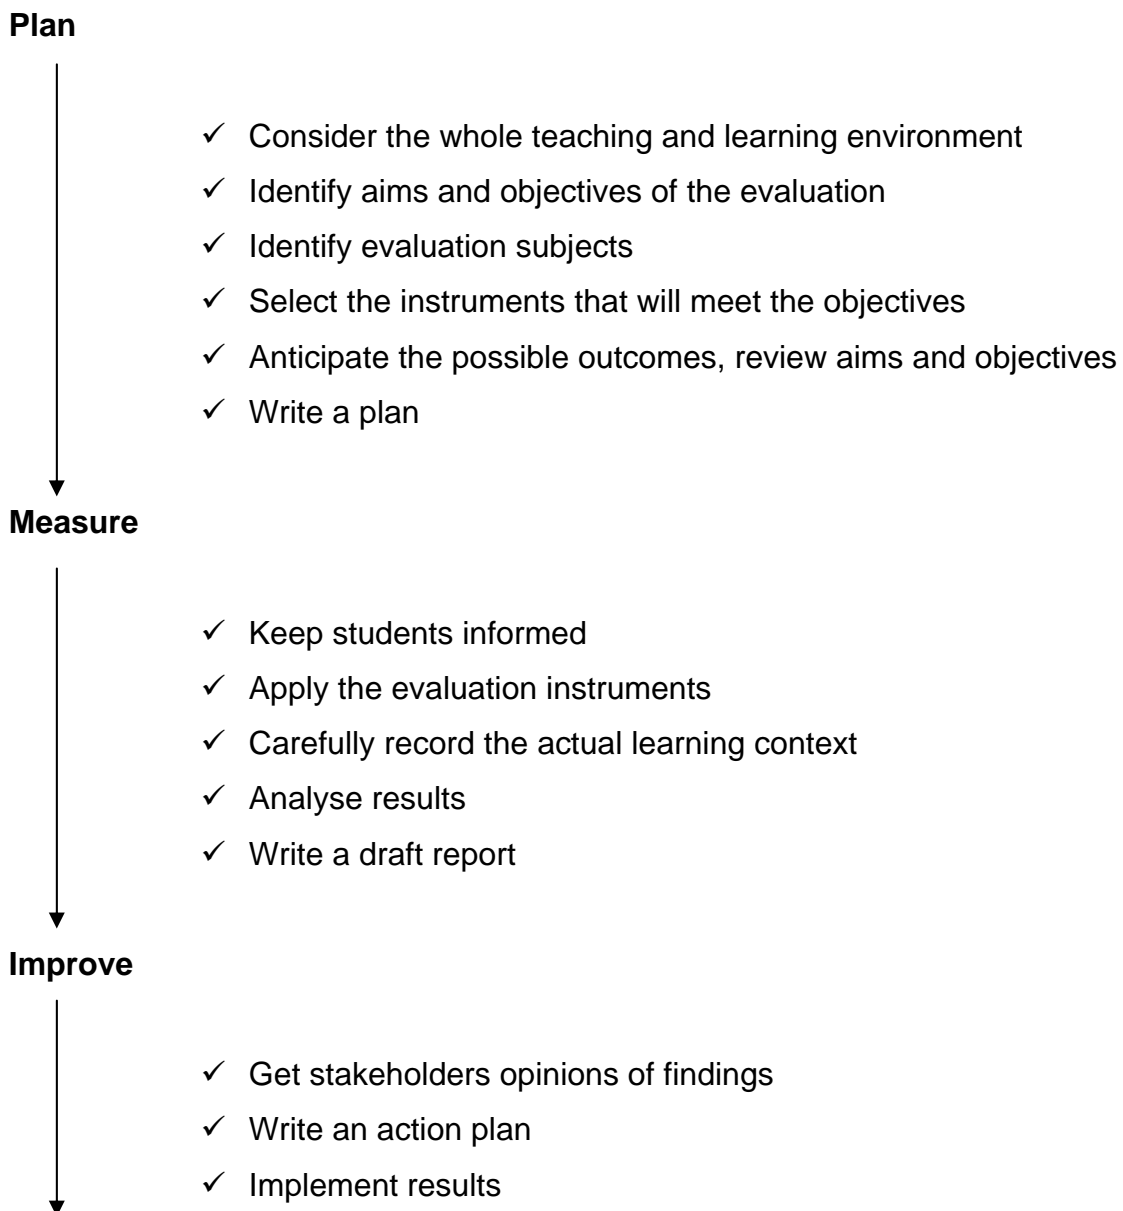 Plan
✓ Consider the whole teaching and learning environment
✓ Identify aims and objectives of the evaluation
✓ Identify evaluation subjects
✓ Select the instruments that will meet the objectives
✓ Anticipate the possible outcomes, review aims and objectives
✓ Write a plan
Measure
✓ Keep students informed
✓ Apply the evaluation instruments
✓ Carefully record the actual learning context
✓ Analyse results
✓ Write a draft report
Improve
✓ Get stakeholders opinions of findings
✓ Write an action plan
✓ Implement results